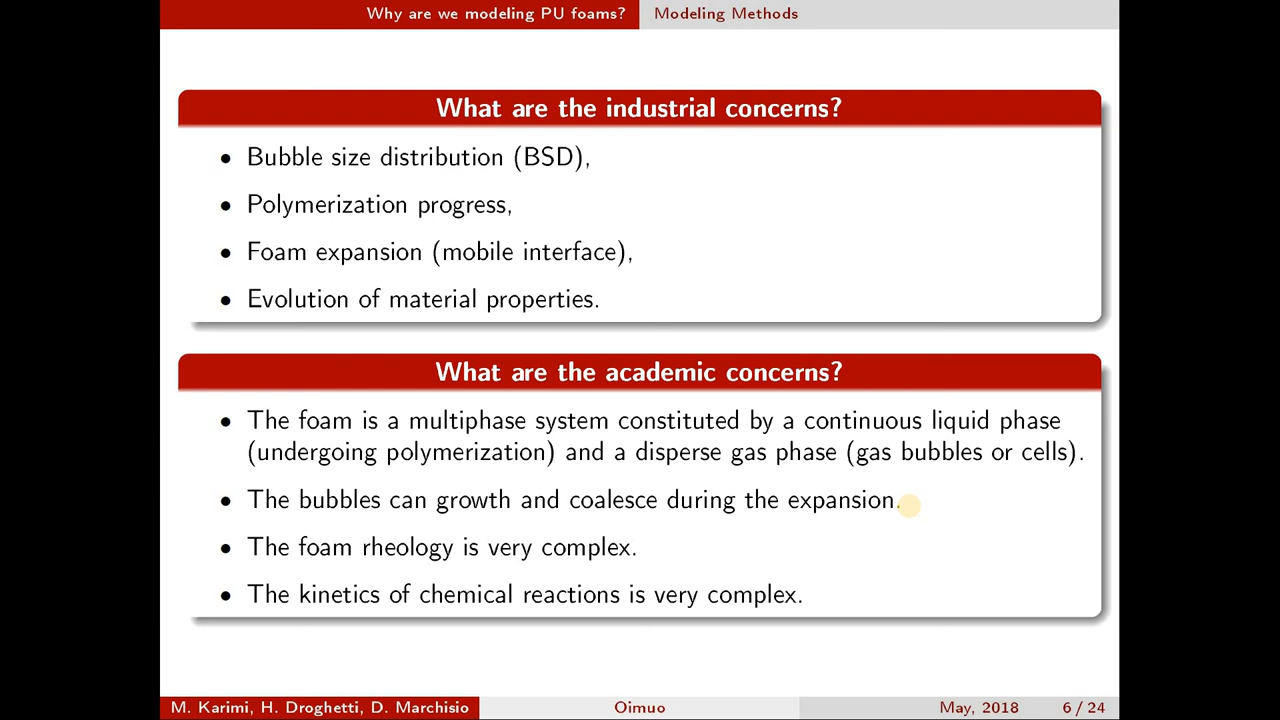 Why are we modeling PU foams? Modeling Methods
What are the industrial concerns?
• Bubble size distribution (BSD),
• Polymerization progress,
• Foam expansion (mobile interface),
• Evolution of material properties.
What are the academic concerns?
• The foam is a multiphase system constituted by a continuous liquid phase
(undergoing polymerization) and a disperse gas phase (gas bubbles or cells).
• The bubbles can growth and coalesce during the expansion.
• The foam rheology is very complex.
• The kinetics of chemical reactions is very complex.
M. Karimi, H. Droghetti, D. Marchisio Oimuo May, 2018 6 / 24